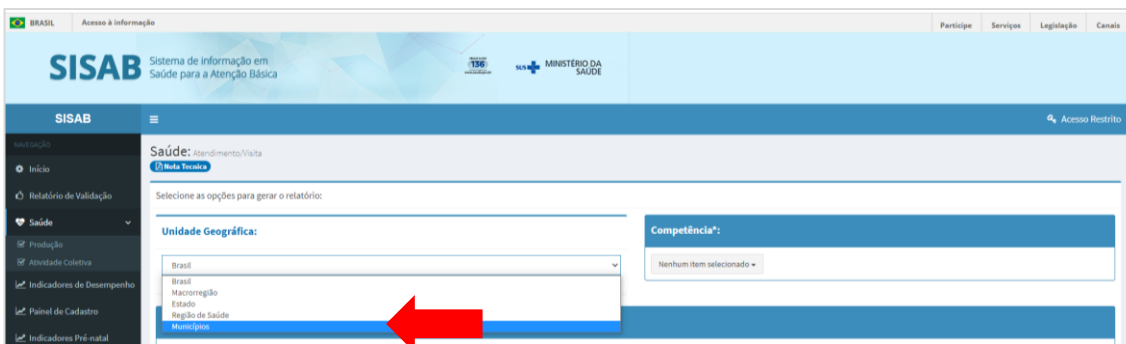 BRASIL Acesso à informação Participe Serviços Legislação Canais
SISAB Sistema de Informação em
Saúde para a Atenção Básica
136
SUS MINISTÉRIO DA
SAÚDE
SISAB Acesso Restrito
NAVEGAÇÃO
Saúde: Atendimento/Visita
Nota Tecnica
Início
Relatório de Validação
Selecione as opções para gerar o relatório:
Saúde
Produção
Atividade Coletiva
Indicadores de Desempenho
Painel de Cadastro
Indicadores Pré-natal
Unidade Geográfica:
Brasil
Brasil
Macrorregião
Estado
Região de Saúde
Municípios
Competência*:
Nenhum item selecionado